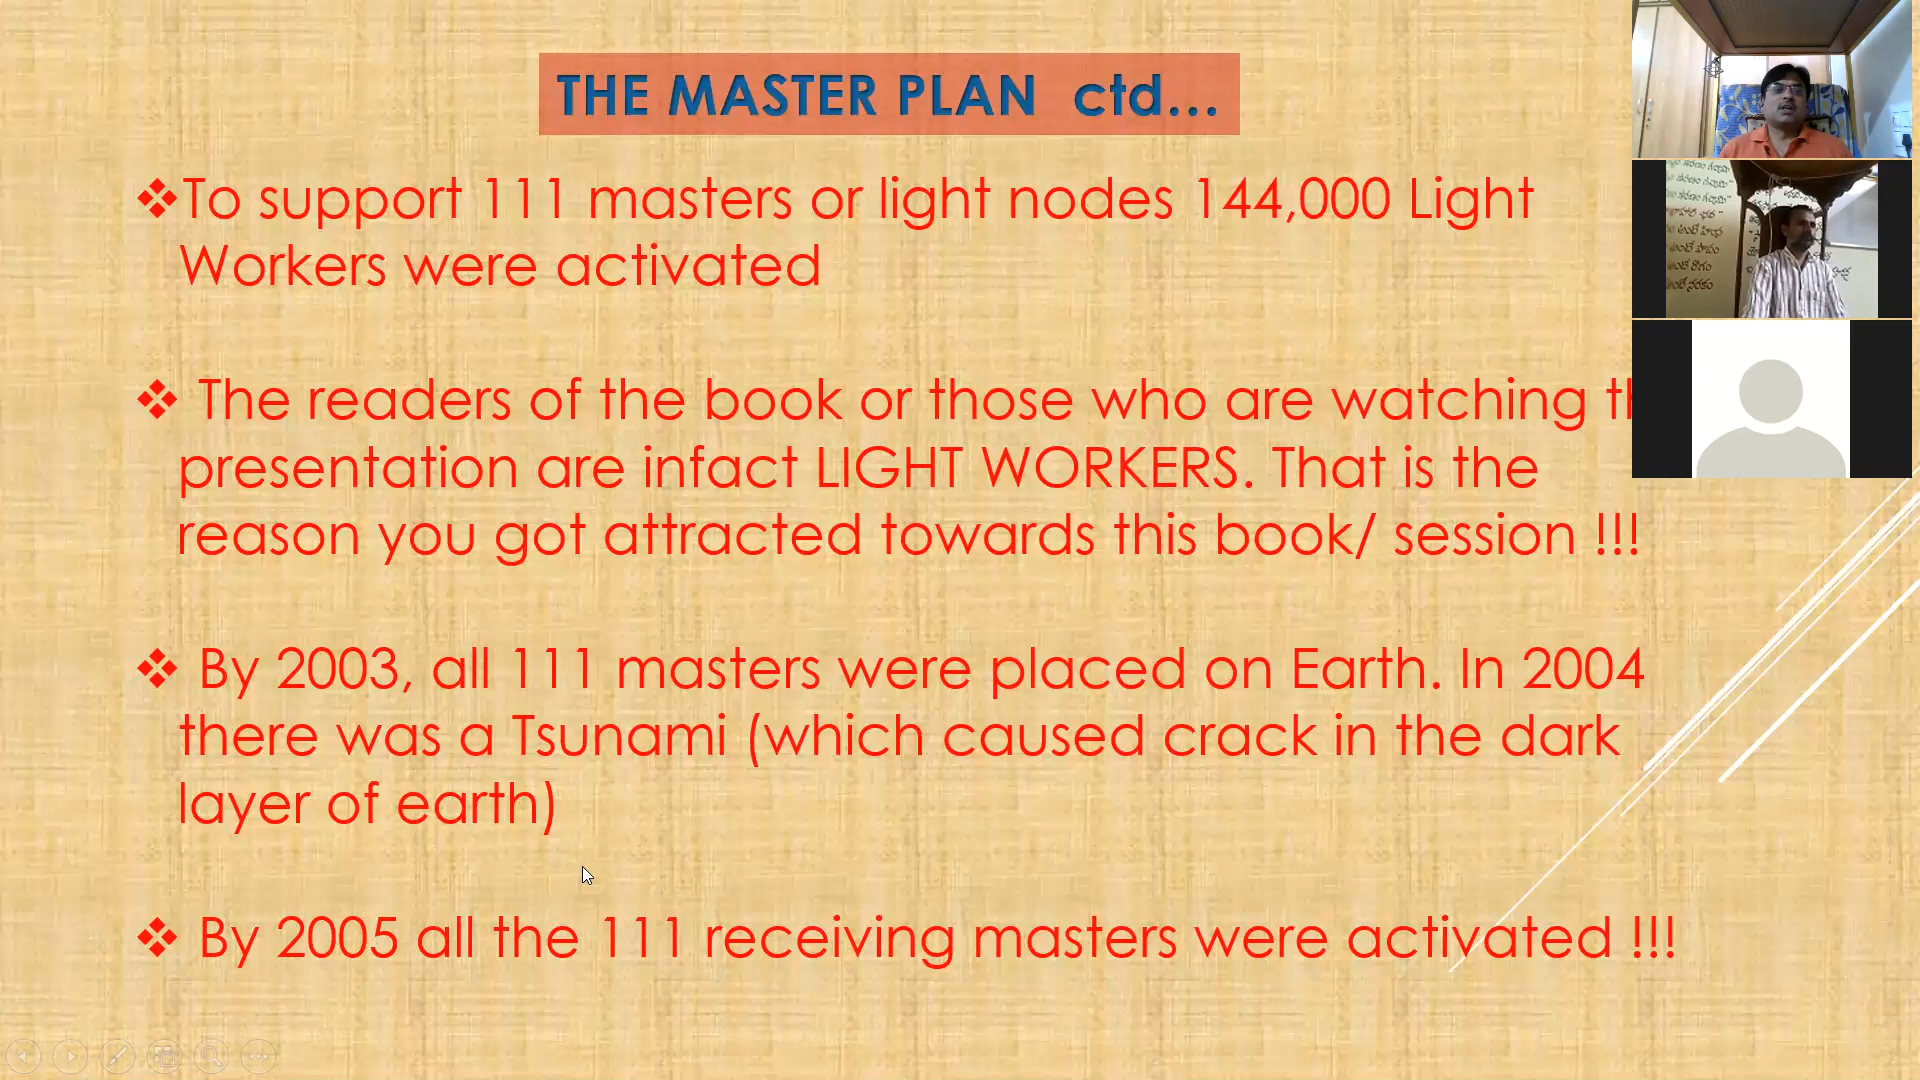 THE MASTER PLAN ctd...
❖To support 111 masters or light nodes 144,000 Light
Workers were activated
❖ The readers of the book or those who are watching
presentation are infact LIGHT WORKERS. That is the
reason you got attracted towards this book/ session !!!
❖ By 2003, all 111 masters were placed on Earth. In 2004
there was a Tsunami (which caused crack in the dark
layer of earth)
❖ By 2005 all the 111 receiving masters were activated !!!